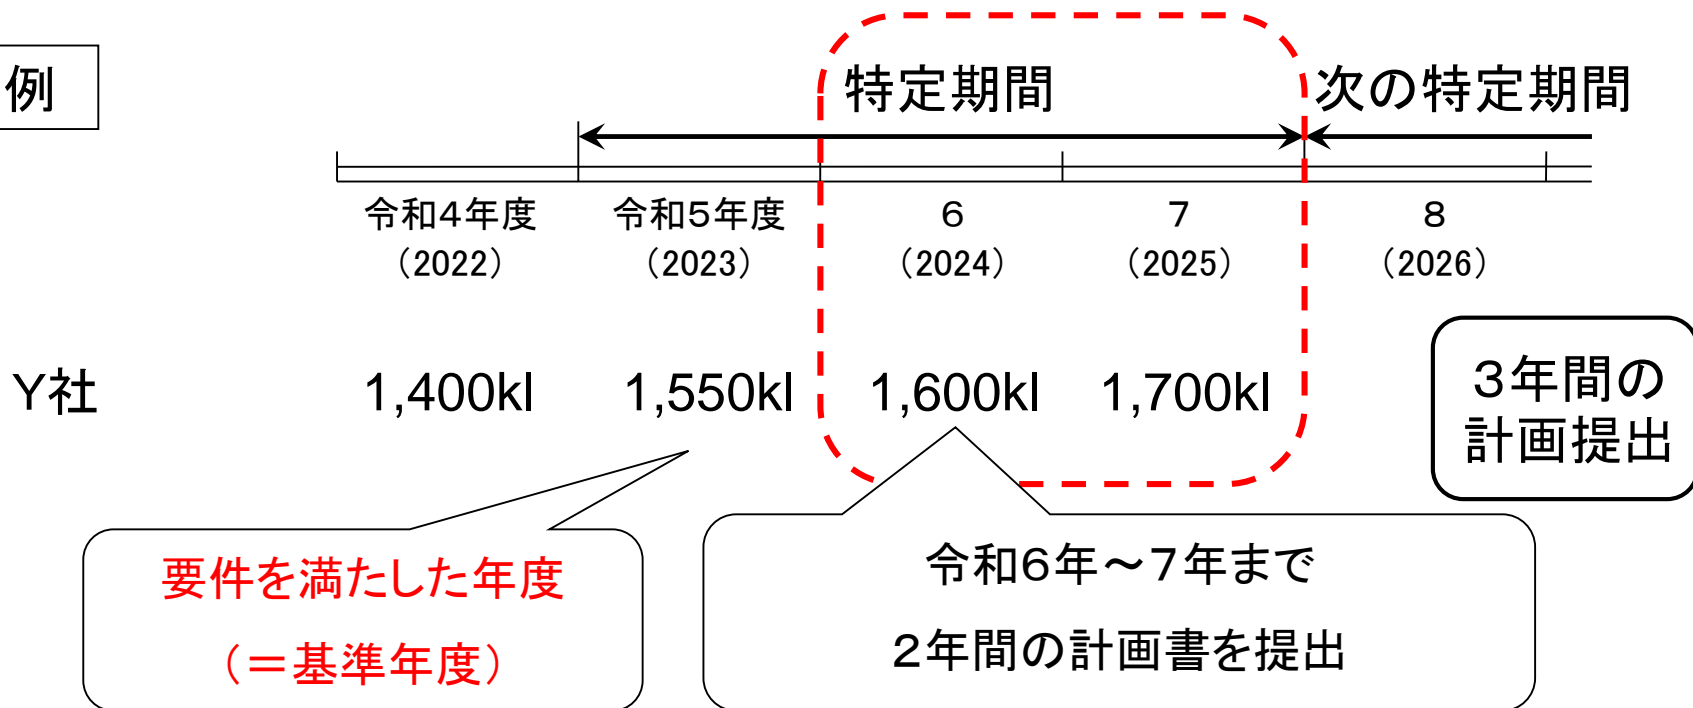 例
特定期間
次の特定期間
令和4年度
令和5年度
6
7
8
（2022）
（2023）
（2024）
（2025）
（2026）
Y社
1,400kl
1,550kl
1,600kl
1,700kl
3年間の
計画提出
要件を満たした年度
（＝基準年度）
令和6年～7年まで
2年間の計画書を提出